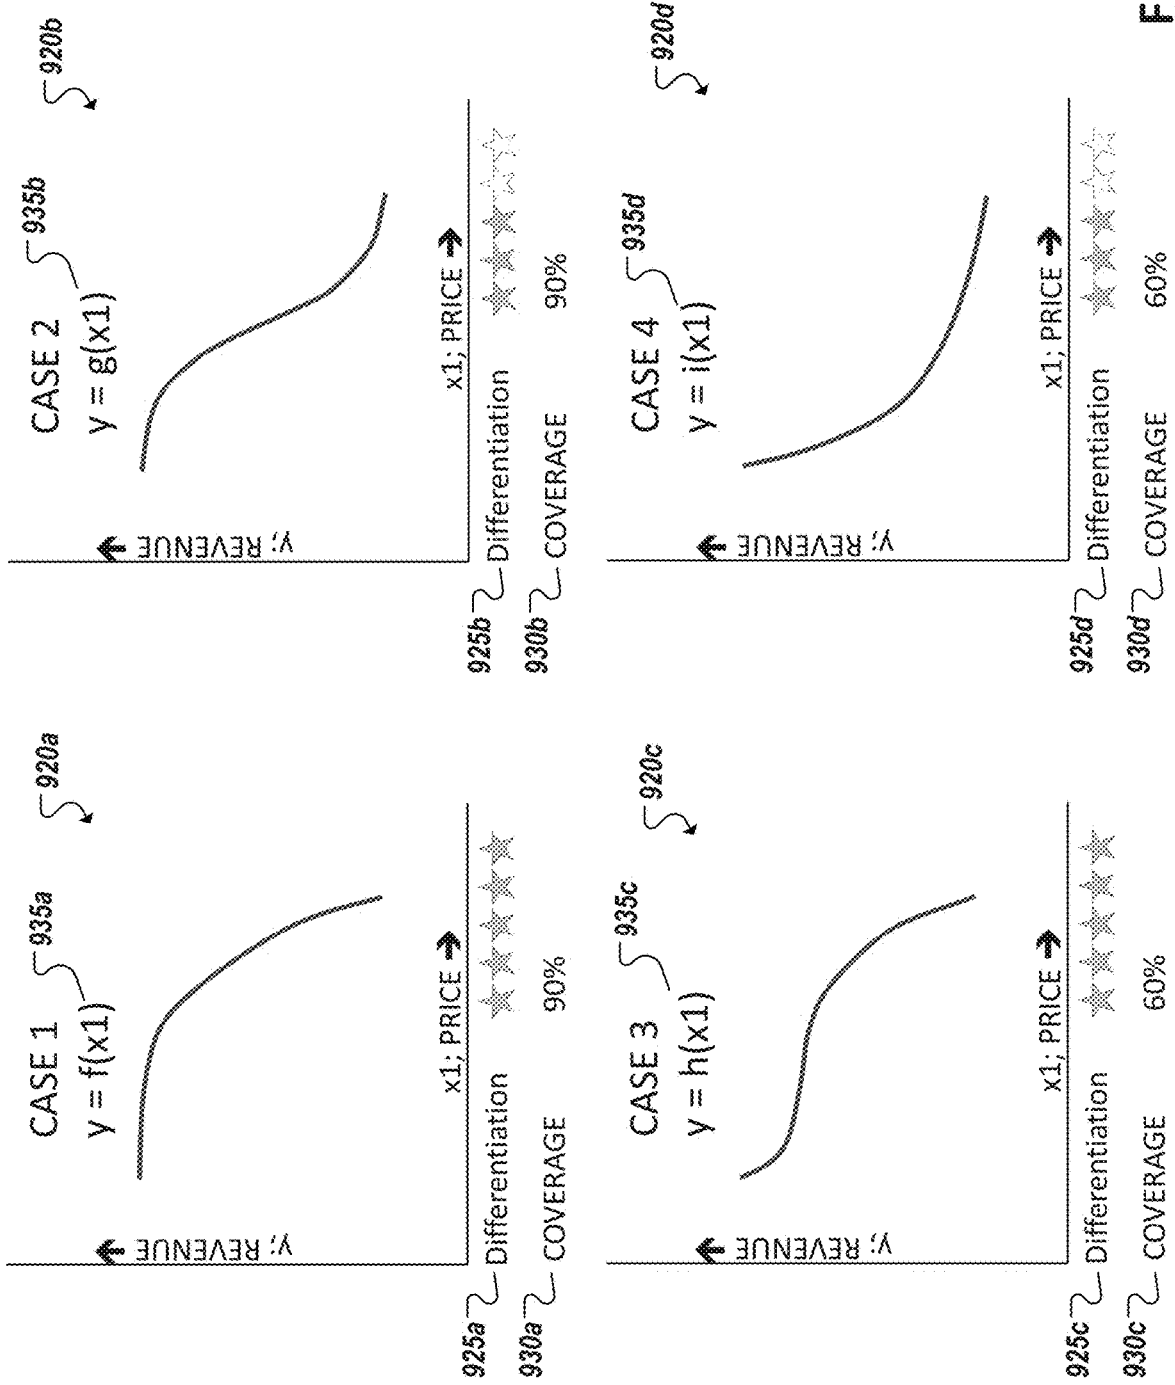 CASE 1
y = f(x1)
935a
920a
y; REVENUE
x1; PRICE
925a
Differentiation
930a
COVERAGE
90%
CASE 2
y = g(x1)
935b
920b
y; REVENUE
x1; PRICE
925b
Differentiation
930b
COVERAGE
90%
CASE 3
y = h(x1)
935c
920c
y; REVENUE
x1; PRICE
925c
Differentiation
930c
COVERAGE
60%
CASE 4
y = i(x1)
935d
920d
y; REVENUE
x1; PRICE
925d
Differentiation
930d
COVERAGE
60%
F